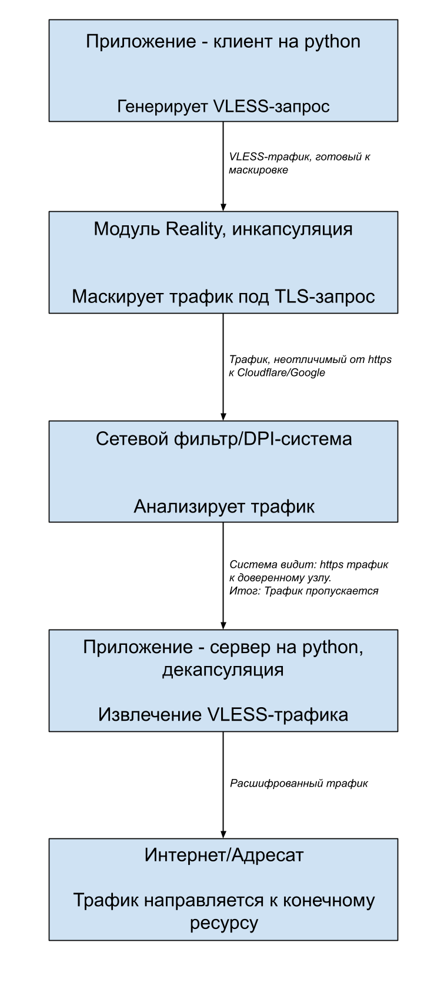 Приложение - клиент на python
Генерирует VLESS-запрос
VLESS-трафик, готовый к
маскировке
Модуль Reality, инкапсуляция
Маскирует трафик под TLS-запрос
Трафик, неотличимый от https
к Cloudflare/Google
Сетевой фильтр/DPI-система
Анализирует трафик
Система видит: https трафик
к доверенному узлу.
Итог: Трафик пропускается
Приложение - сервер на python,
декапсуляция
Извлечение VLESS-трафика
Расшифрованный трафик
Интернет/Адресат
Трафик направляется к конечному
ресурсу